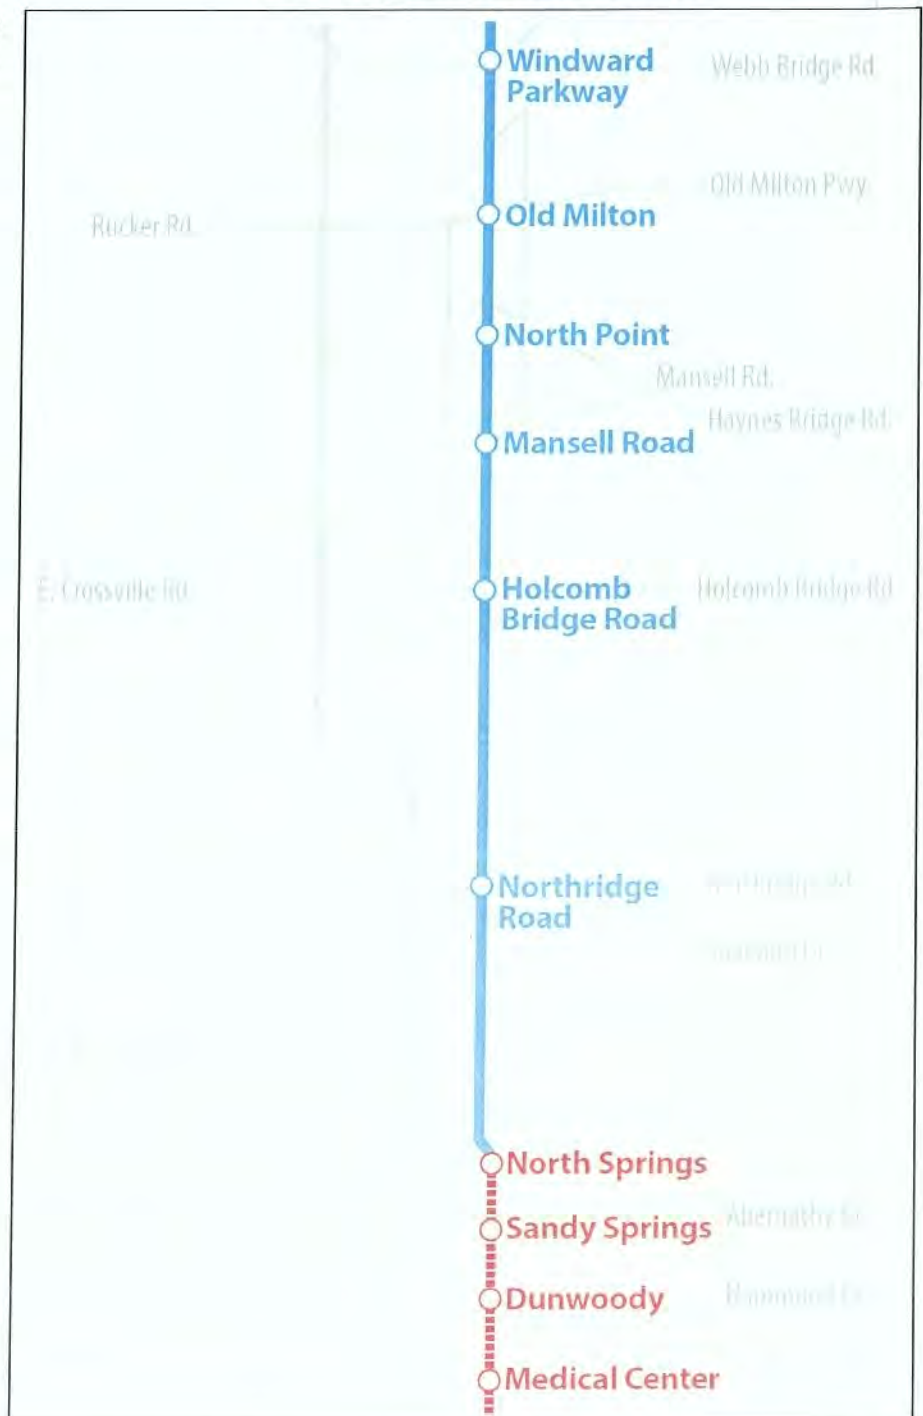 Windward
Parkway
Webb Bridge Rd.
Old Milton Pwy.
Old Milton
Rucker Rd.
North Point
Mansell Rd.
Haynes Bridge Rd.
Mansell Road
E. Crossville Rd.
Holcomb
Bridge Road
Holcomb Bridge Rd.
Northridge
Road
Northridge Rd.
North Springs
Sandy Springs
Abernathy
Dunwoody
Hammond
Medical Center